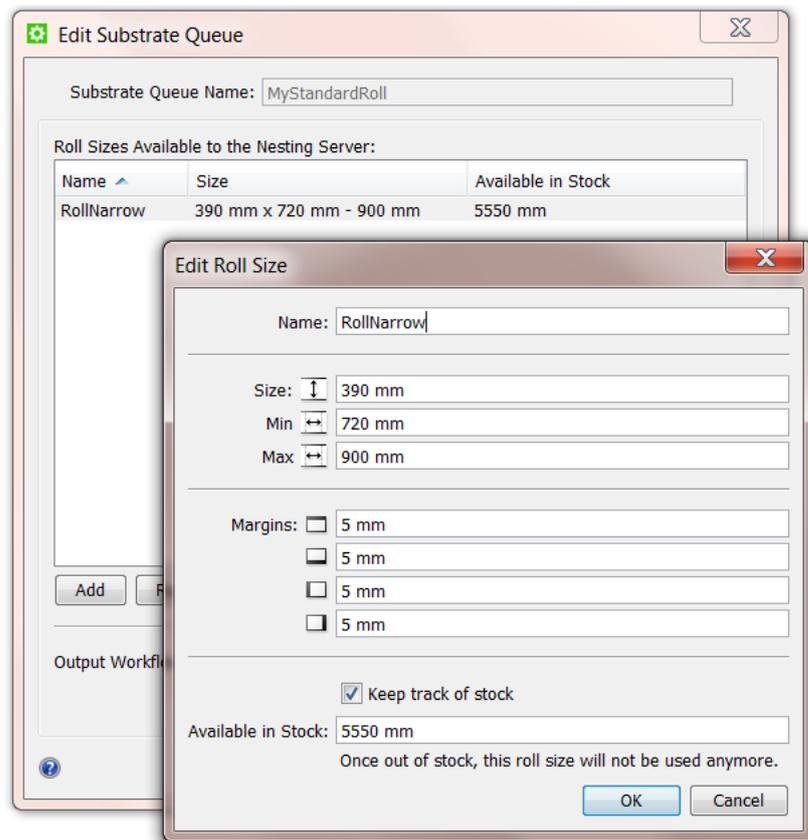 Edit Substrate Queue
Substrate Queue Name: MyStandardRoll
Roll Sizes Available to the Nesting Server:
Name Size Available in Stock
RollNarrow 390 mm x 720 mm - 900 mm 5550 mm
Edit Roll Size
Name: RollNarrow
Size: 390 mm
Min 720 mm
Max 900 mm
Margins: 5 mm
5 mm
5 mm
5 mm
Add
Output Workfl
Keep track of stock
Available in Stock: 5550 mm
Once out of stock, this roll size will not be used anymore.
OK Cancel